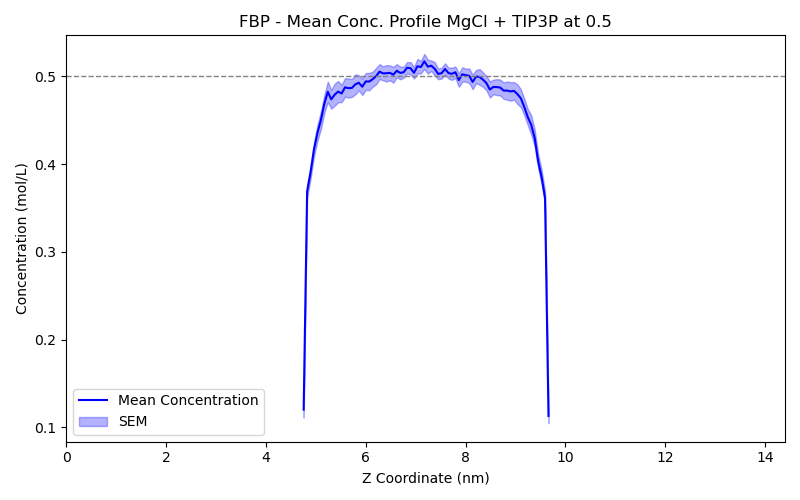 FBP - Mean Conc. Profile MgCl + TIP3P at 0.5
0.5
0.4
0.3
0.2
0.1
Concentration (mol/L)
Mean Concentration
SEM
0 2 4 6 8 10 12 14
Z Coordinate (nm)